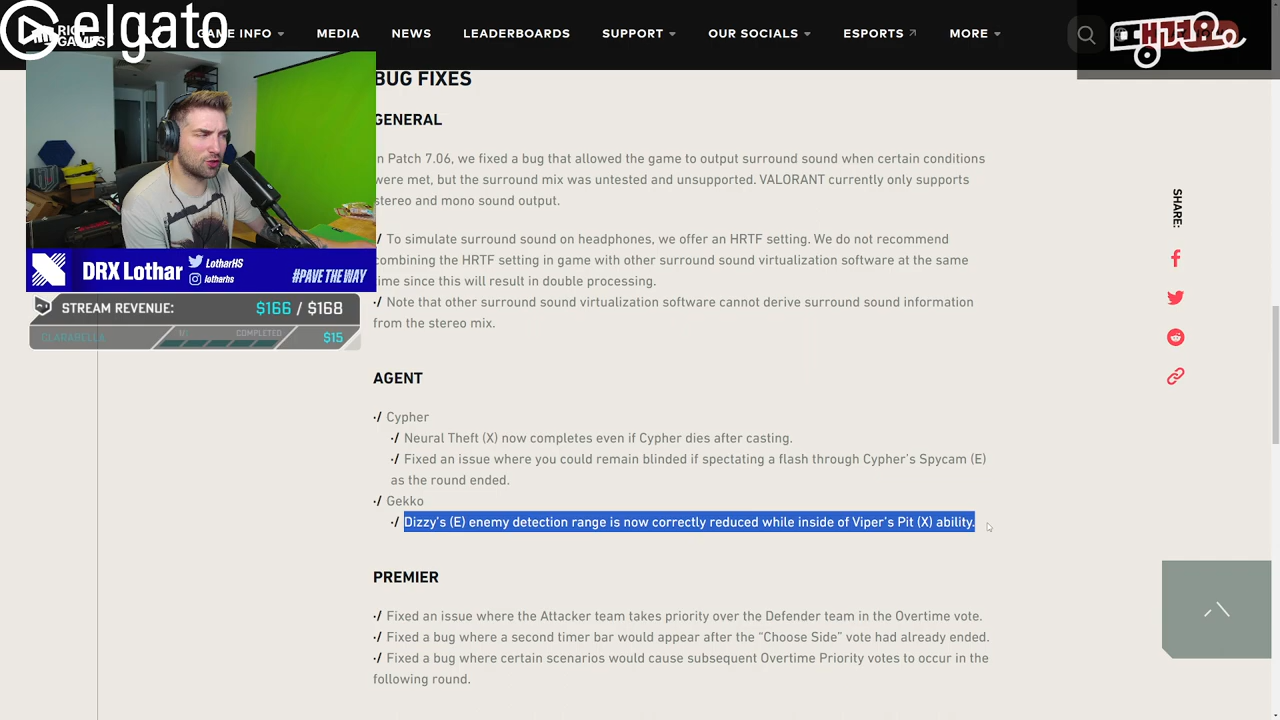 elgato
RIOT
GAMES
GAME INFO
MEDIA
NEWS
LEADERBOARDS
SUPPORT
OUR SOCIALS
ESPORTS
MORE
BUG FIXES
GENERAL
In Patch 7.06, we fixed a bug that allowed the game to output surround sound when certain conditions
were met, but the surround mix was untested and unsupported. VALORANT currently only supports
stereo and mono sound output.
·/ To simulate surround sound on headphones, we offer an HRTF setting. We do not recommend
combining the HRTF setting in game with other surround sound virtualization software at the same
time since this will result in double processing.
·/ Note that other surround sound virtualization software cannot derive surround sound information
from the stereo mix.
DRX Lothar
LotharHS
lotharhs
#PAVE THE WAY
STREAM REVENUE:
$166 / $168
CLARABELLE
COMPLETED
$15
AGENT
·/ Cypher
·/ Neural Theft (X) now completes even if Cypher dies after casting.
·/ Fixed an issue where you could remain blinded if spectating a flash through Cypher's Spycam (E)
as the round ended.
·/ Gekko
·/ Dizzy's (E) enemy detection range is now correctly reduced while inside of Viper's Pit (X) ability.
PREMIER
·/ Fixed an issue where the Attacker team takes priority over the Defender team in the Overtime vote.
·/ Fixed a bug where a second timer bar would appear after the “Choose Side” vote had already ended.
·/ Fixed a bug where certain scenarios would cause subsequent Overtime Priority votes to occur in the
following round.
SHARE: